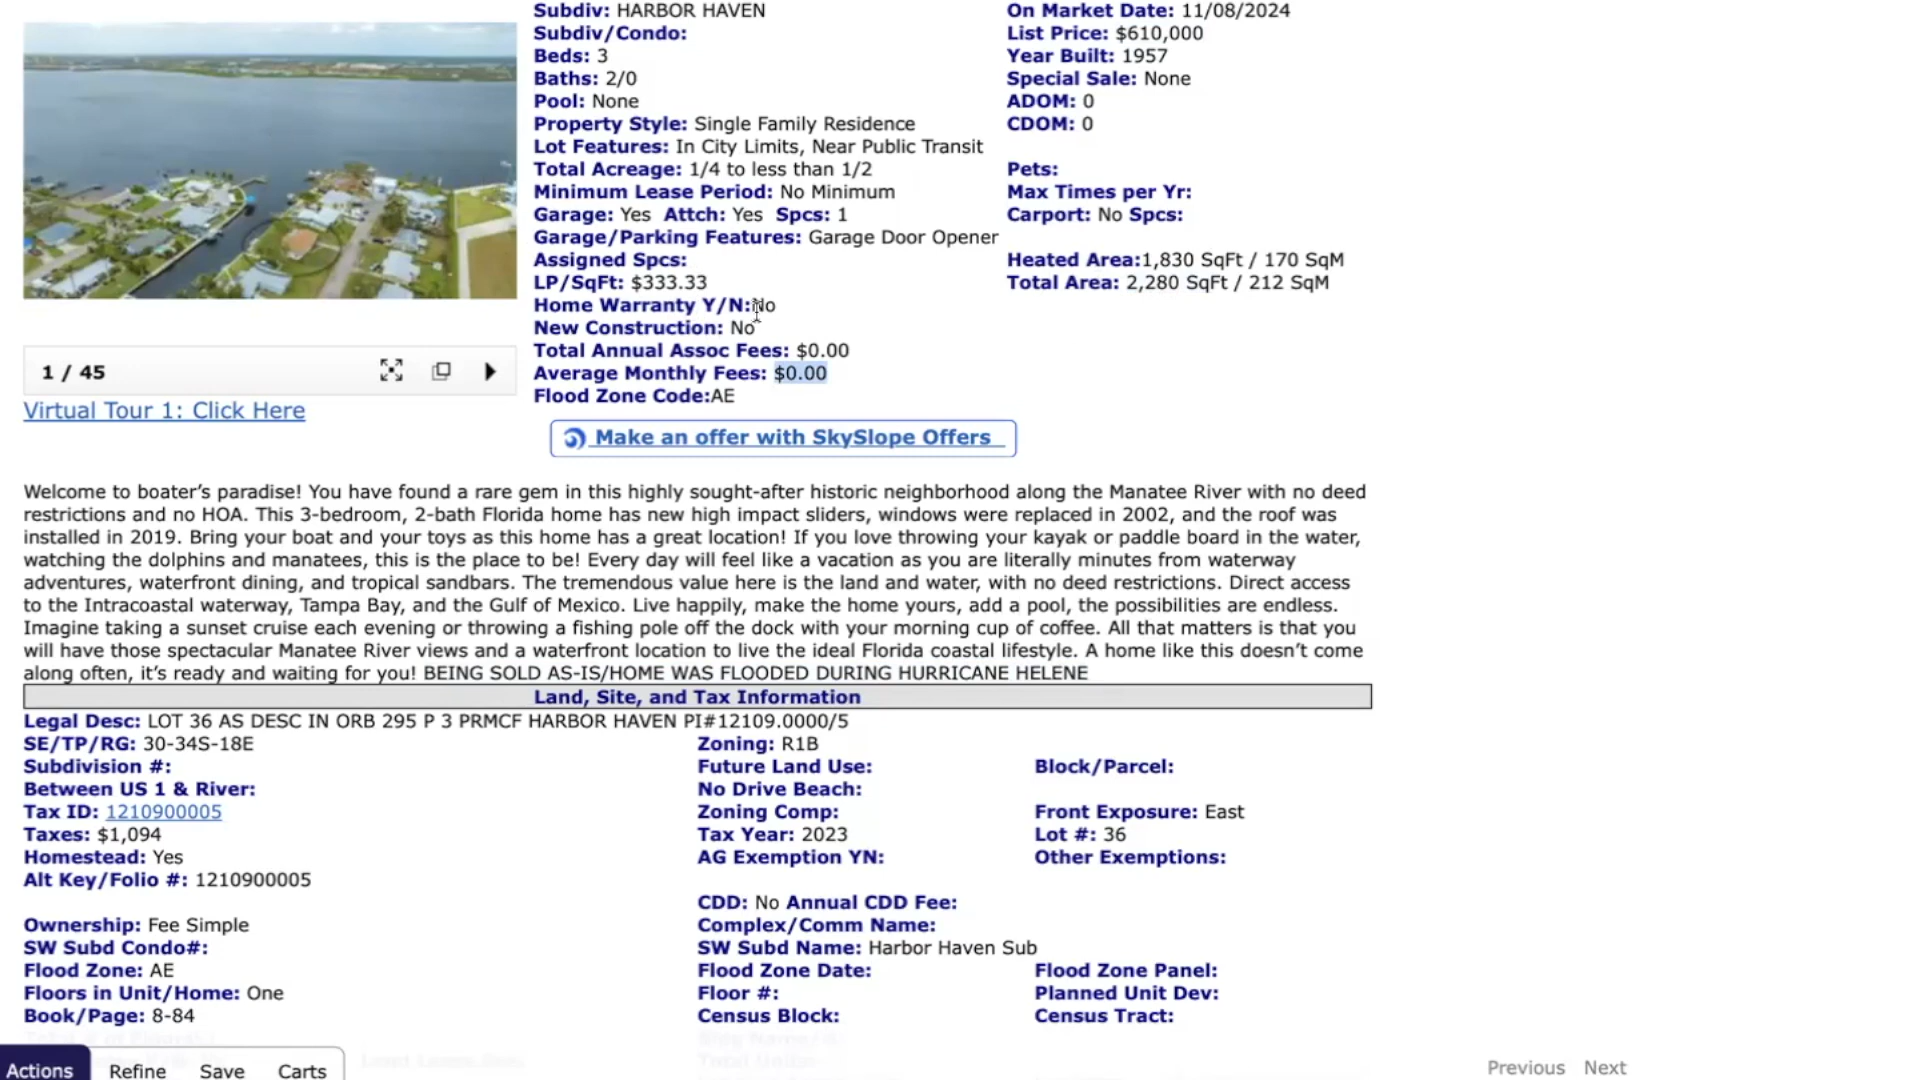 Subdiv: HARBOR HAVEN
On Market Date: 11/08/2024
Subdiv/Condo:
List Price: $610,000
Beds: 3
Year Built: 1957
Baths: 2/0
Special Sale: None
Pool: None
ADOM: 0
Property Style: Single Family Residence
CDOM: 0
Lot Features: In City Limits, Near Public Transit
Total Acreage: 1/4 to less than 1/2
Pets:
Minimum Lease Period: No Minimum
Max Times per Yr:
Garage: Yes Attch: Yes Spcs: 1
Carport: No Spcs:
Garage/Parking Features: Garage Door Opener
Assigned Spcs:
Heated Area:1,830 SqFt / 170 SqM
LP/SqFt: $333.33
Total Area: 2,280 SqFt / 212 SqM
Home Warranty Y/N:No
New Construction: No
Total Annual Assoc Fees: $0.00
Average Monthly Fees: $0.00
Flood Zone Code:AE
1 / 45
Virtual Tour 1: Click Here
Make an offer with SkySlope Offers
Welcome to boater’s paradise! You have found a rare gem in this highly sought-after historic neighborhood along the Manatee River with no deed
restrictions and no HOA. This 3-bedroom, 2-bath Florida home has new high impact sliders, windows were replaced in 2002, and the roof was
installed in 2019. Bring your boat and your toys as this home has a great location! If you love throwing your kayak or paddle board in the water,
watching the dolphins and manatees, this is the place to be! Every day will feel like a vacation as you are literally minutes from waterway
adventures, waterfront dining, and tropical sandbars. The tremendous value here is the land and water, with no deed restrictions. Direct access
to the Intracoastal waterway, Tampa Bay, and the Gulf of Mexico. Live happily, make the home yours, add a pool, the possibilities are endless.
Imagine taking a sunset cruise each evening or throwing a fishing pole off the dock with your morning cup of coffee. All that matters is that you
will have those spectacular Manatee River views and a waterfront location to live the ideal Florida coastal lifestyle. A home like this doesn’t come
along often, it’s ready and waiting for you! BEING SOLD AS-IS/HOME WAS FLOODED DURING HURRICANE HELENE
Land, Site, and Tax Information
Legal Desc: LOT 36 AS DESC IN ORB 295 P 3 PRMCF HARBOR HAVEN PI#12109.0000/5
SE/TP/RG: 30-34S-18E
Zoning: R1B
Subdivision #:
Future Land Use:
Block/Parcel:
Between US 1 & River:
No Drive Beach:
Tax ID: 1210900005
Zoning Comp:
Front Exposure: East
Taxes: $1,094
Tax Year: 2023
Lot #: 36
Homestead: Yes
AG Exemption YN:
Other Exemptions:
Alt Key/Folio #: 1210900005
CDD: No Annual CDD Fee:
Ownership: Fee Simple
Complex/Comm Name:
SW Subd Condo#:
SW Subd Name: Harbor Haven Sub
Flood Zone: AE
Flood Zone Date:
Flood Zone Panel:
Floors in Unit/Home: One
Floor #:
Planned Unit Dev:
Book/Page: 8-84
Census Block:
Census Tract:
Actions
Refine
Save
Carts
Previous
Next